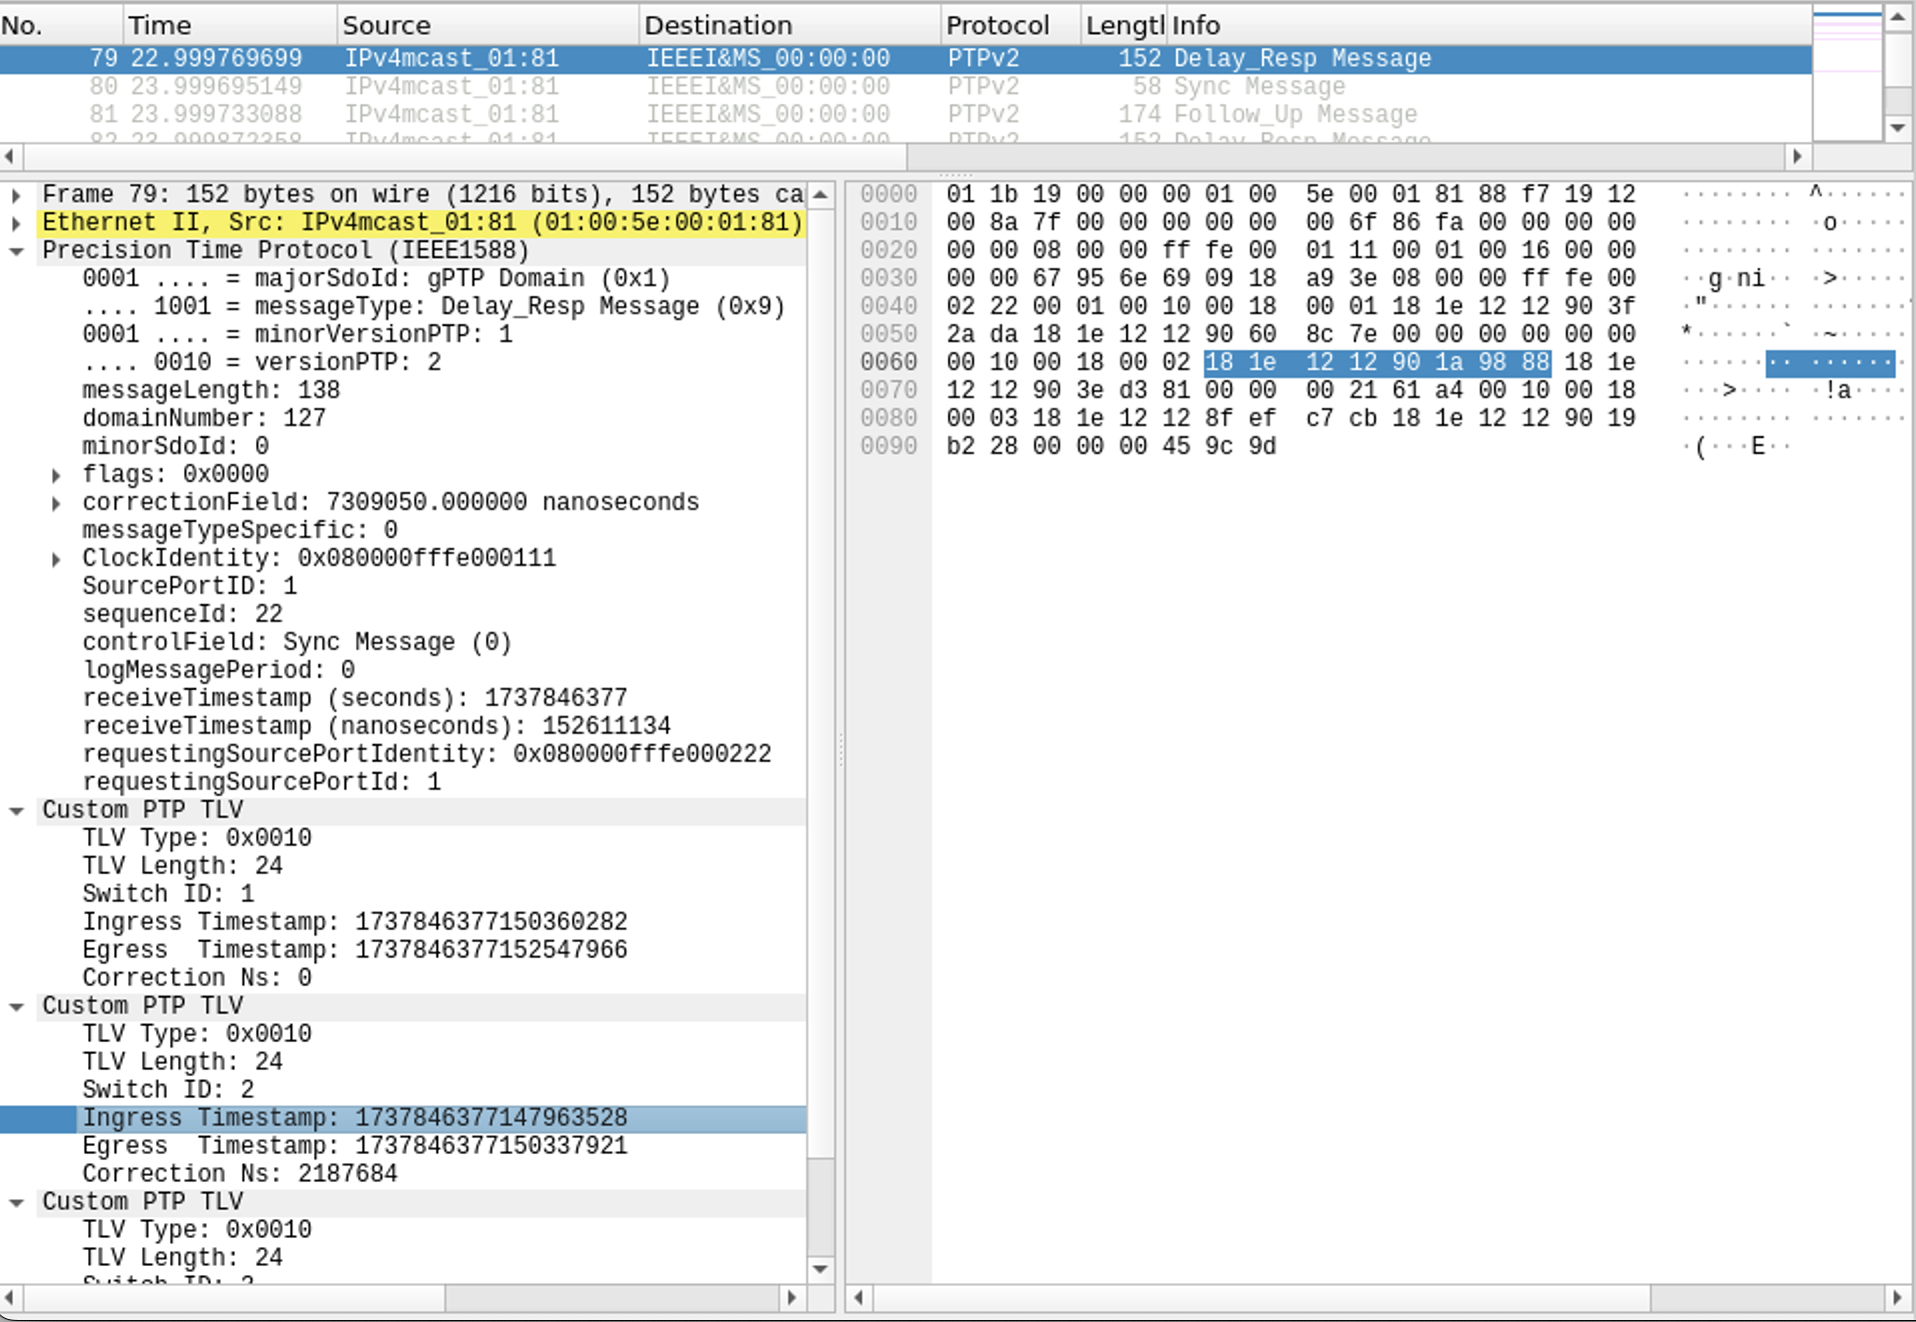 No. Time Source Destination Protocol Lengtl Info
79 22.999769699 IPv4mcast_01:81 IEEEI&MS_00:00:00 PTPv2 152 Delay_Resp Message
80 23.999695149 IPv4mcast_01:81 IEEEI&MS_00:00:00 PTPv2 58 Sync Message
81 23.999733088 IPv4mcast_01:81 IEEEI&MS_00:00:00 PTPv2 174 Follow_Up Message
82 23.999872358 IPv4mcast_01:81 IEEEI&MS_00:00:00 PTPv2 152 Delay_Resp Message
Frame 79: 152 bytes on wire (1216 bits), 152 bytes ca
Ethernet II, Src: IPv4mcast_01:81 (01:00:5e:00:01:81)
Precision Time Protocol (IEEE1588)
0001 .... = majorSdoId: gPTP Domain (0x1)
.... 1001 = messageType: Delay_Resp Message (0x9)
0001 .... = minorVersionPTP: 1
.... 0010 = versionPTP: 2
messageLength: 138
domainNumber: 127
minorSdoId: 0
flags: 0x0000
correctionField: 7309050.000000 nanoseconds
messageTypeSpecific: 0
ClockIdentity: 0x080000fffe000111
SourcePortID: 1
sequenceId: 22
controlField: Sync Message (0)
logMessagePeriod: 0
receiveTimestamp (seconds): 1737846377
receiveTimestamp (nanoseconds): 152611134
requestingSourcePortIdentity: 0x080000fffe000222
requestingSourcePortId: 1
Custom PTP TLV
TLV Type: 0x0010
TLV Length: 24
Switch ID: 1
Ingress Timestamp: 1737846377150360282
Egress  Timestamp: 1737846377152547966
Correction Ns: 0
Custom PTP TLV
TLV Type: 0x0010
TLV Length: 24
Switch ID: 2
Ingress Timestamp: 1737846377147963528
Egress  Timestamp: 1737846377150337921
Correction Ns: 2187684
Custom PTP TLV
TLV Type: 0x0010
TLV Length: 24
Switch ID: 3
0000 01 1b 19 00 00 00 01 00 5e 00 01 81 88 f7 19 12 ········ ^·······
0010 00 8a 7f 00 00 00 00 00 00 6f 86 fa 00 00 00 00 ········ ·o······
0020 00 00 08 00 00 ff fe 00 01 11 00 01 00 16 00 00 ········ ········
0030 00 00 67 95 6e 69 09 18 a9 3e 08 00 00 ff fe 00 ··g·ni·· ·>······
0040 02 22 00 01 00 10 00 18 00 01 18 1e 12 12 90 3f ·"······ ·······
0050 2a da 18 1e 12 12 90 60 8c 7e 00 00 00 00 00 00 *······` ·~······
0060 00 10 00 18 00 02 18 1e 12 12 90 1a 98 88 18 1e ········ ········
0070 12 12 90 3e d3 81 00 00 00 21 61 a4 00 10 00 18 ···>···· ·!a·····
0080 00 03 18 1e 12 12 8f ef c7 cb 18 1e 12 12 90 19 ········ ········
0090 b2 28 00 00 00 45 9c 9d ·(···E··